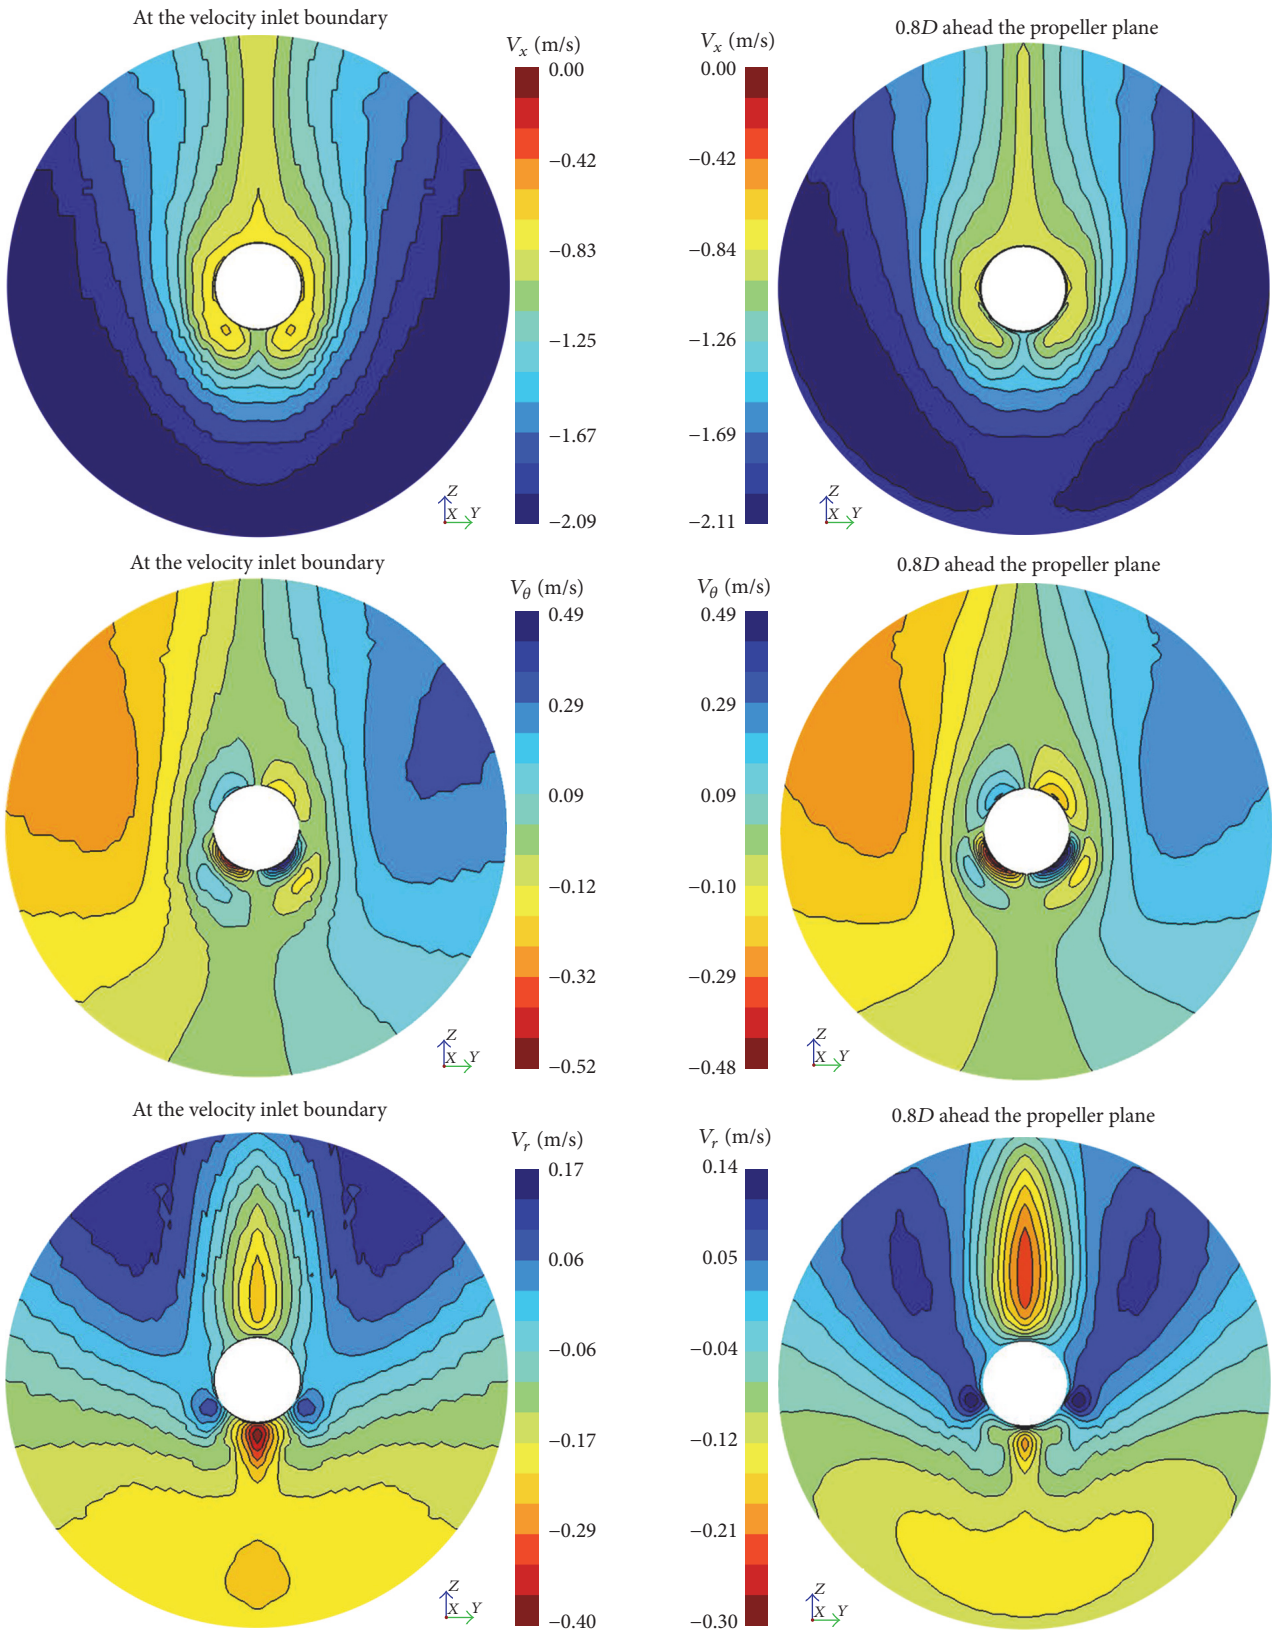 At the velocity inlet boundary
0.8D ahead the propeller plane
Vx (m/s)
0.00
−0.42
−0.83
−1.25
−1.67
−2.09
Z
X
Y
Vx (m/s)
0.00
−0.42
−0.84
−1.26
−1.69
−2.11
Z
X
Y
At the velocity inlet boundary
0.8D ahead the propeller plane
Vθ (m/s)
0.49
0.29
0.09
−0.12
−0.32
−0.52
Z
X
Y
Vθ (m/s)
0.49
0.29
0.09
−0.10
−0.29
−0.48
Z
X
Y
At the velocity inlet boundary
0.8D ahead the propeller plane
Vr (m/s)
0.17
0.06
−0.06
−0.17
−0.29
−0.40
Z
X
Y
Vr (m/s)
0.14
0.05
−0.04
−0.12
−0.21
−0.30
Z
X
Y